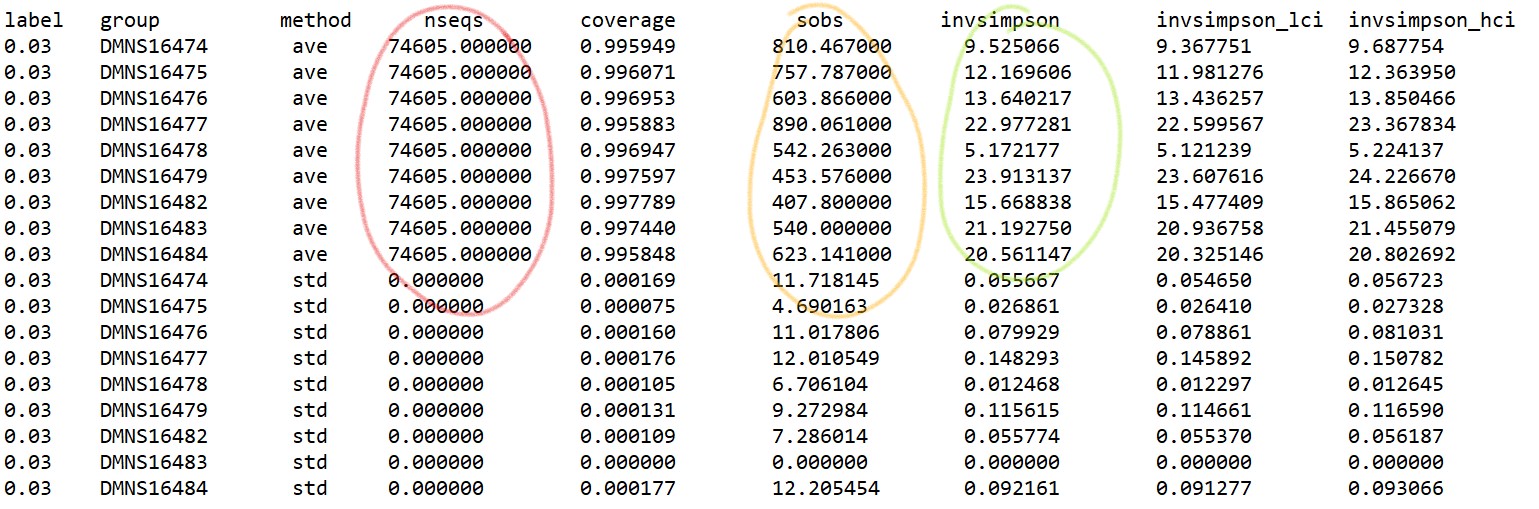 label group method nseqs coverage sobs invsimpson invsimpson_lci invsimpson_hci
0.03 DMNS16474 ave 74605.000000 0.995949 810.467000 9.525066 9.367751 9.687754
0.03 DMNS16475 ave 74605.000000 0.996071 757.787000 12.169606 11.981276 12.363950
0.03 DMNS16476 ave 74605.000000 0.996953 603.866000 13.640217 13.436257 13.850466
0.03 DMNS16477 ave 74605.000000 0.995883 890.061000 22.977281 22.599567 23.367834
0.03 DMNS16478 ave 74605.000000 0.996947 542.263000 5.172177 5.121239 5.224137
0.03 DMNS16479 ave 74605.000000 0.997597 453.576000 23.913137 23.607616 24.226670
0.03 DMNS16482 ave 74605.000000 0.997789 407.800000 15.668838 15.477409 15.865062
0.03 DMNS16483 ave 74605.000000 0.997440 540.000000 21.192750 20.936758 21.455079
0.03 DMNS16484 ave 74605.000000 0.995848 623.141000 20.561147 20.325146 20.802692
0.03 DMNS16474 std 0.000000 0.000169 11.718145 0.055667 0.054650 0.056723
0.03 DMNS16475 std 0.000000 0.000075 4.690163 0.026861 0.026410 0.027328
0.03 DMNS16476 std 0.000000 0.000160 11.017806 0.079929 0.078861 0.081031
0.03 DMNS16477 std 0.000000 0.000176 12.010549 0.148293 0.145892 0.150782
0.03 DMNS16478 std 0.000000 0.000105 6.706104 0.012468 0.012297 0.012645
0.03 DMNS16479 std 0.000000 0.000131 9.272984 0.115615 0.114661 0.116590
0.03 DMNS16482 std 0.000000 0.000109 7.286014 0.055774 0.055370 0.056187
0.03 DMNS16483 std 0.000000 0.000000 0.000000 0.000000 0.000000 0.000000
0.03 DMNS16484 std 0.000000 0.000177 12.205454 0.092161 0.091277 0.093066